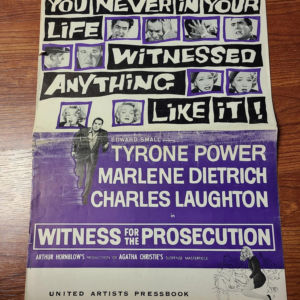 YOU NEVER IN YOUR
LIFE
WITNESSED
ANYTHING
LIKE IT!
EDWARD SMALL
TYRONE POWER
MARLENE DIETRICH
CHARLES LAUGHTON
in
WITNESS FOR THE PROSECUTION
ARTHUR HORNBLOW'S PRODUCTION OF AGATHA CHRISTIE'S SUSPENSE MASTERPIECE
UNITED ARTISTS PRESSBOOK